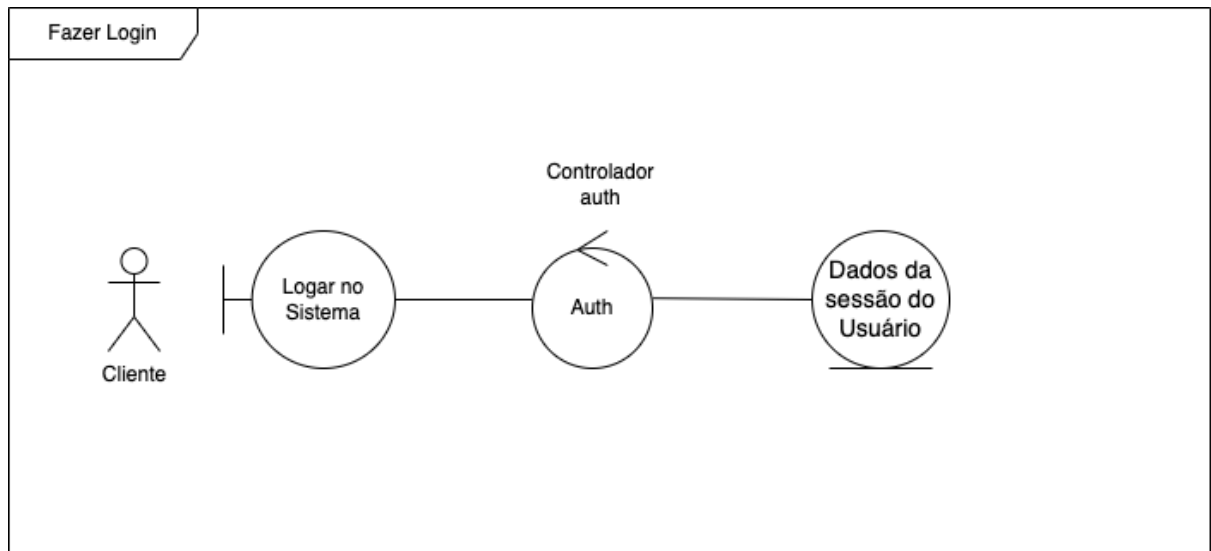 Fazer Login
Controlador
auth
Logar no
Sistema
Auth
Dados da
sessão do
Usuário
Cliente